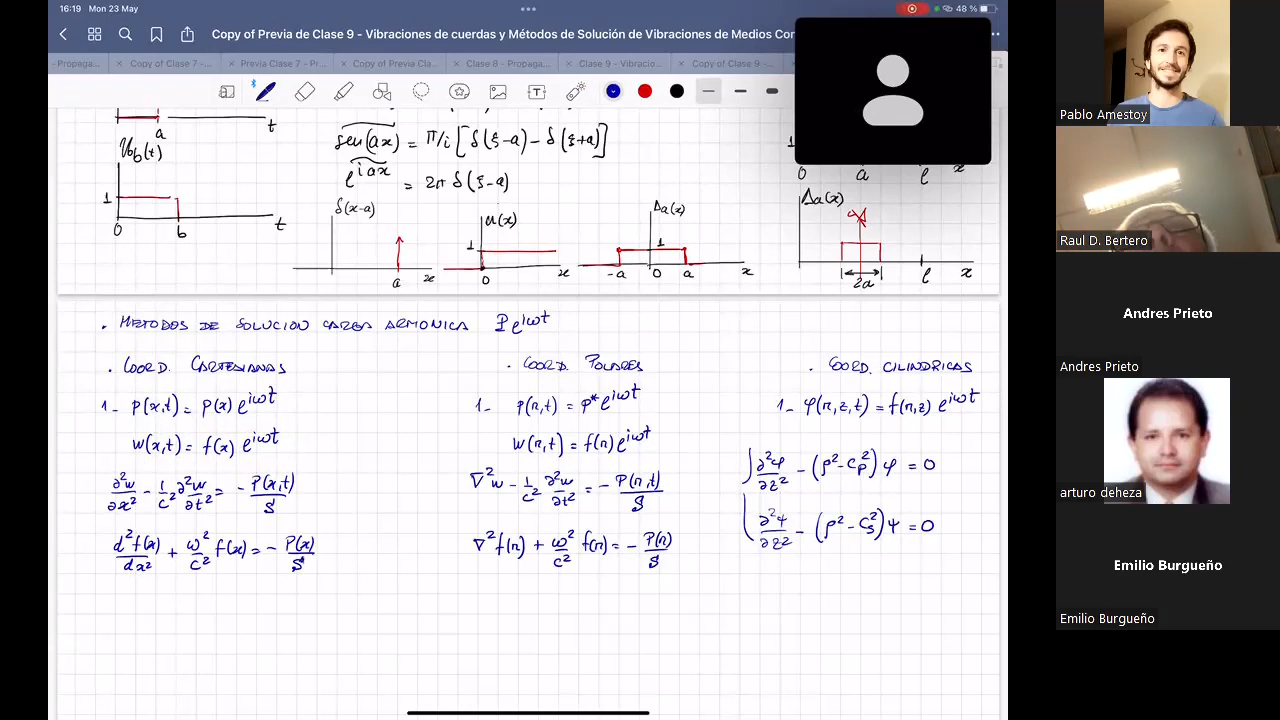 16:19 Mon 23 May
48 %
Copy of Previa de Clase 9 - Vibraciones de cuerdas y Métodos de Solución de Vibraciones de Medios Con
- Propaga...
Copy of Clase 7 -...
Previa Clase 7 - Pr...
Copy of Previa Cla...
Clase 8 - Propaga...
Clase 9 - Vibracio...
Copy of Clase 9 -...
a t
U0b(t)
1
0 b t
sen(ax) = π/i [δ(ξ-a) - δ(ξ+a)]
e^{iax} = 2π δ(ξ-a)
δ(x-a)
a x
u(x)
1
0 x
Δa(x)
1
-a 0 a x
0 a l x
Δa(x)
2a l x
. METODOS DE SOLUCION CARGA ARMONICA P e^{iωt}
. COORD. CARTESIANAS
1- p(x,t) = p(x) e^{iωt}
w(x,t) = f(x) e^{iωt}
∂²w/∂x² - 1/c² ∂²w/∂t² = - P(x,t)/S
d²f(x)/dx² + ω²/c² f(x) = - P(x)/S
. COORD. POLARES
1- p(r,t) = p* e^{iωt}
w(r,t) = f(r) e^{iωt}
∇²w - 1/c² ∂²w/∂t² = - P(r,t)/S
∇²f(r) + ω²/c² f(r) = - P(r)/S
. COORD. CILINDRICAS
1- φ(r,z,t) = f(r,z) e^{iωt}
∂²φ/∂z² - (ρ² - Cp²) φ = 0
∂²ψ/∂z² - (ρ² - Cs²) ψ = 0
Pablo Amestoy
Raul D. Bertero
Andres Prieto
Andres Prieto
arturo deheza
Emilio Burgueño
Emilio Burgueño